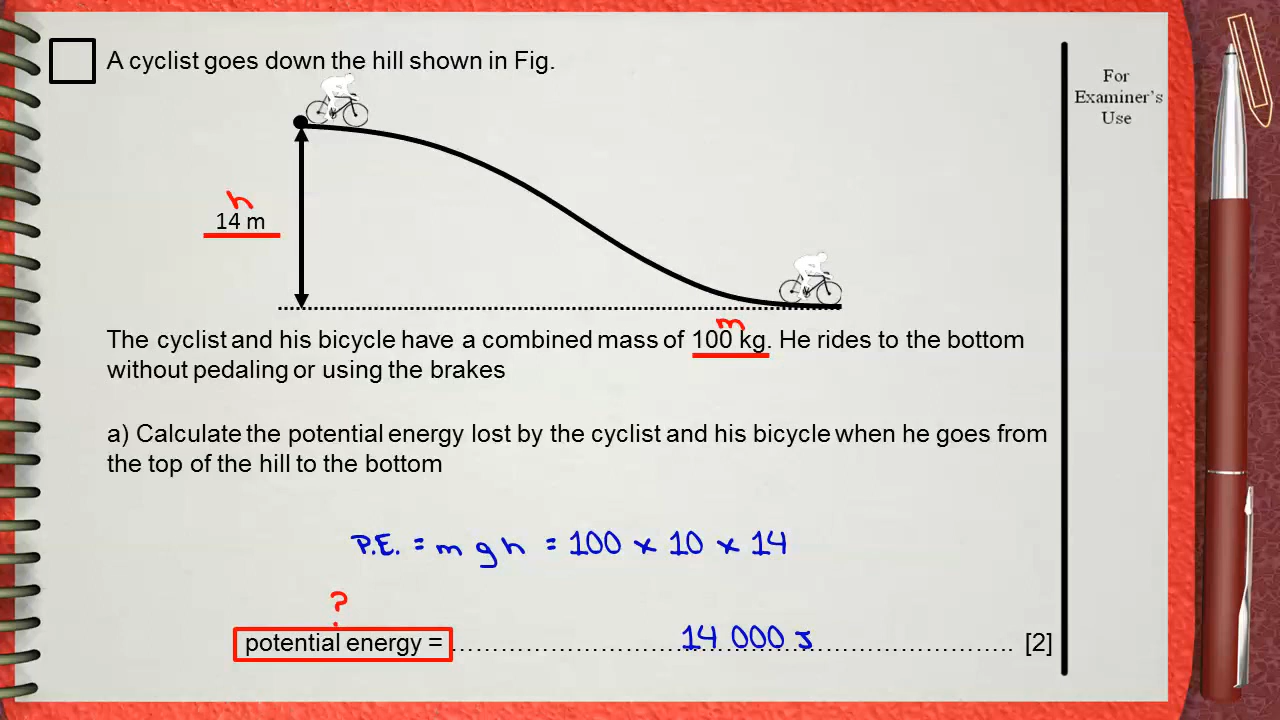 A cyclist goes down the hill shown in Fig.
For
Examiner's
Use
h
14 m
m
The cyclist and his bicycle have a combined mass of 100 kg. He rides to the bottom
without pedaling or using the brakes
a) Calculate the potential energy lost by the cyclist and his bicycle when he goes from
the top of the hill to the bottom
P.E. = m g h = 100 × 10 × 14
?
potential energy = ........................ 14 000 J ........................ [2]